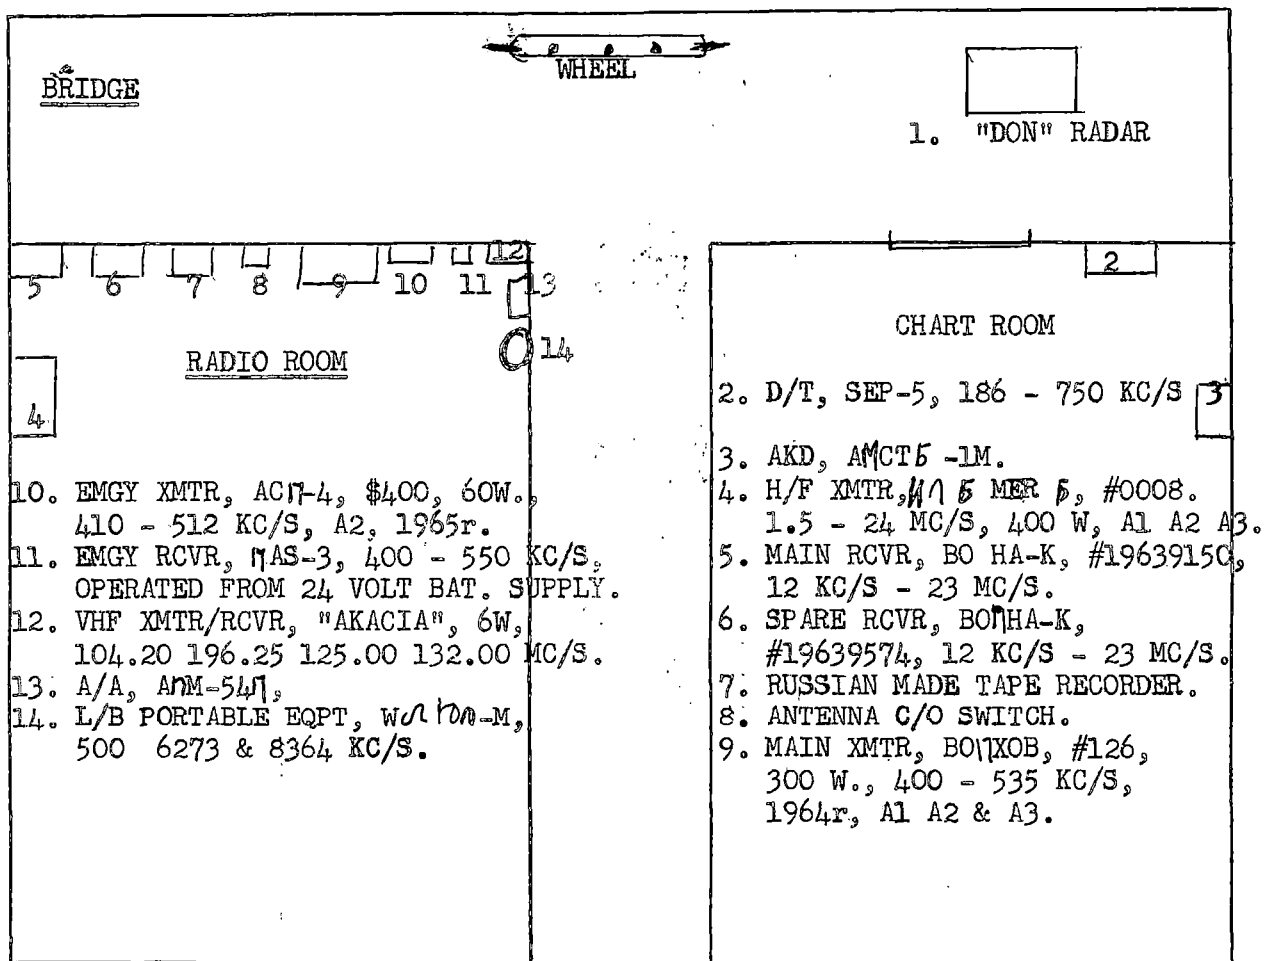 WHEEL
BRIDGE
1. "DON" RADAR
5 6 7 8 9 10 11 12
13
14
2
CHART ROOM
RADIO ROOM
4
2. D/T, SEP-5, 186 - 750 KC/S
3
3. AKD, АМСТБ -1M.
4. H/F XMTR, #0008.
1.5 - 24 MC/S, 400 W, A1 A2 A3.
5. MAIN RCVR, BO HA-K, #19639150,
12 KC/S - 23 MC/S.
6. SPARE RCVR, BOПHA-K,
#19639574, 12 KC/S - 23 MC/S.
7. RUSSIAN MADE TAPE RECORDER.
8. ANTENNA C/O SWITCH.
9. MAIN XMTR, #126,
300 W., 400 - 535 KC/S,
1964r, A1 A2 & A3.
10. EMGY XMTR, ACП-4, $400, 60W.,
410 - 512 KC/S, A2, 1965r.
11. EMGY RCVR, ПAS-3, 400 - 550 KC/S,
OPERATED FROM 24 VOLT BAT. SUPPLY.
12. VHF XMTR/RCVR, "AKACIA", 6W,
104.20 196.25 125.00 132.00 MC/S.
13. A/A, AПM-54П,
14. L/B PORTABLE EQPT,
500 6273 & 8364 KC/S.